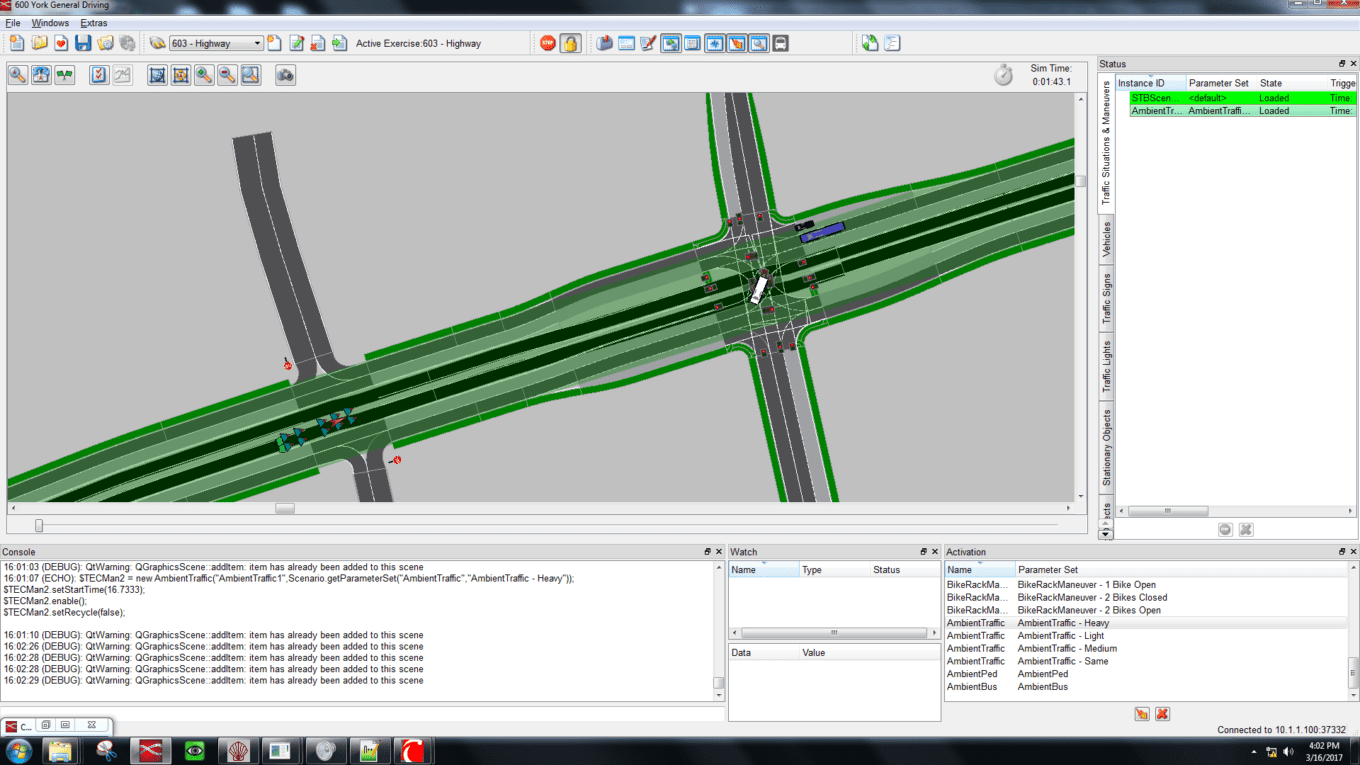 600 York General Driving
File Windows Extras
603 - Highway Active Exercise:603 - Highway
STOP
Sim Time:
0:01:43.1
Status
Instance ID Parameter Set State Trigge
STBScen... <default> Loaded Time:
AmbientTr... AmbientTraffi... Loaded Time:
Traffic Situations & Maneuvers
Vehicles
Traffic Signs
Traffic Lights
Stationary Objects
Console
16:01:03 (DEBUG): QtWarning: QGraphicsScene::addItem: item has already been added to this scene
16:01:07 (ECHO): $TECMan2 = new AmbientTraffic("AmbientTraffic1",Scenario.getParameterSet("AmbientTraffic","AmbientTraffic - Heavy"));
$TECMan2.setStartTime(16.7333);
$TECMan2.enable();
$TECMan2.setRecycle(false);
16:01:10 (DEBUG): QtWarning: QGraphicsScene::addItem: item has already been added to this scene
16:02:26 (DEBUG): QtWarning: QGraphicsScene::addItem: item has already been added to this scene
16:02:28 (DEBUG): QtWarning: QGraphicsScene::addItem: item has already been added to this scene
16:02:28 (DEBUG): QtWarning: QGraphicsScene::addItem: item has already been added to this scene
16:02:29 (DEBUG): QtWarning: QGraphicsScene::addItem: item has already been added to this scene
Watch
Name Type Status
Data Value
Activation
Name Parameter Set
BikeRackMa... BikeRackManeuver - 1 Bike Open
BikeRackMa... BikeRackManeuver - 2 Bikes Closed
BikeRackMa... BikeRackManeuver - 2 Bikes Open
AmbientTraffic AmbientTraffic - Heavy
AmbientTraffic AmbientTraffic - Light
AmbientTraffic AmbientTraffic - Medium
AmbientTraffic AmbientTraffic - Same
AmbientPed AmbientPed
AmbientBus AmbientBus
C...
Connected to 10.1.1.100:37332
4:02 PM
3/16/2017